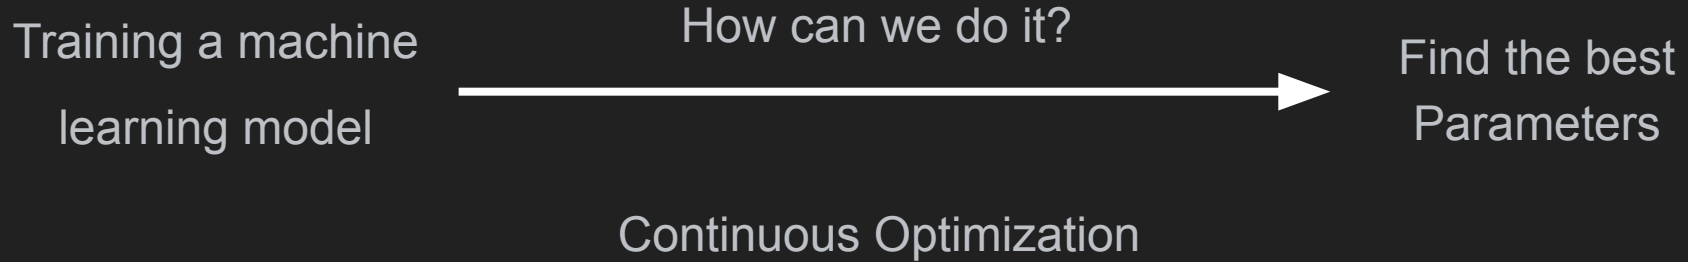 Training a machine
learning model
How can we do it?
Find the best
Parameters
Continuous Optimization